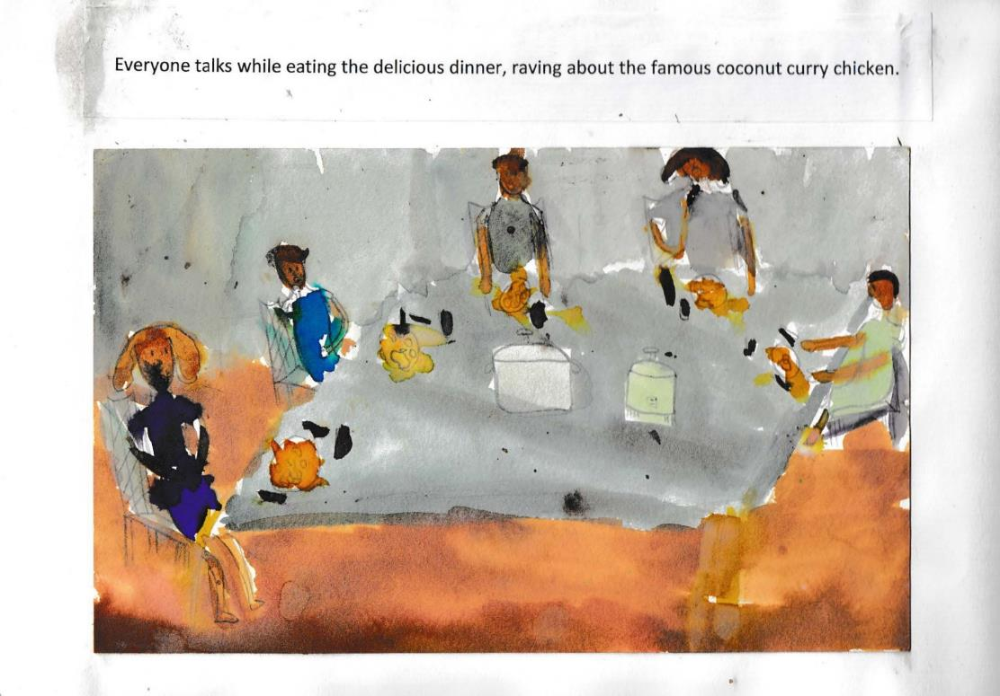 Everyone talks while eating the delicious dinner, raving about the famous coconut curry chicken.